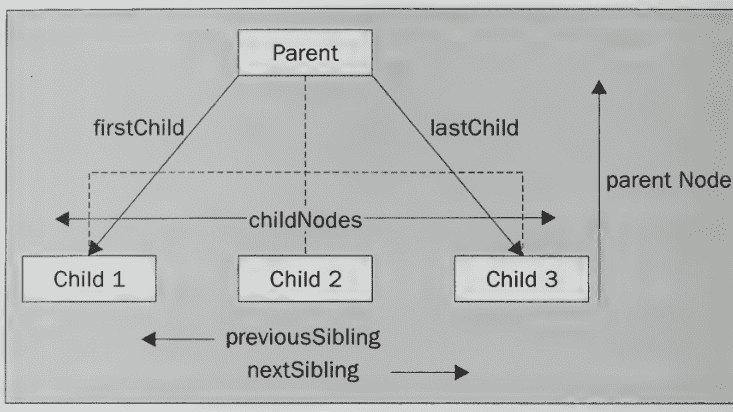 Parent
firstChild
lastChild
parent Node
childNodes
Child 1
Child 2
Child 3
previousSibling
nextSibling